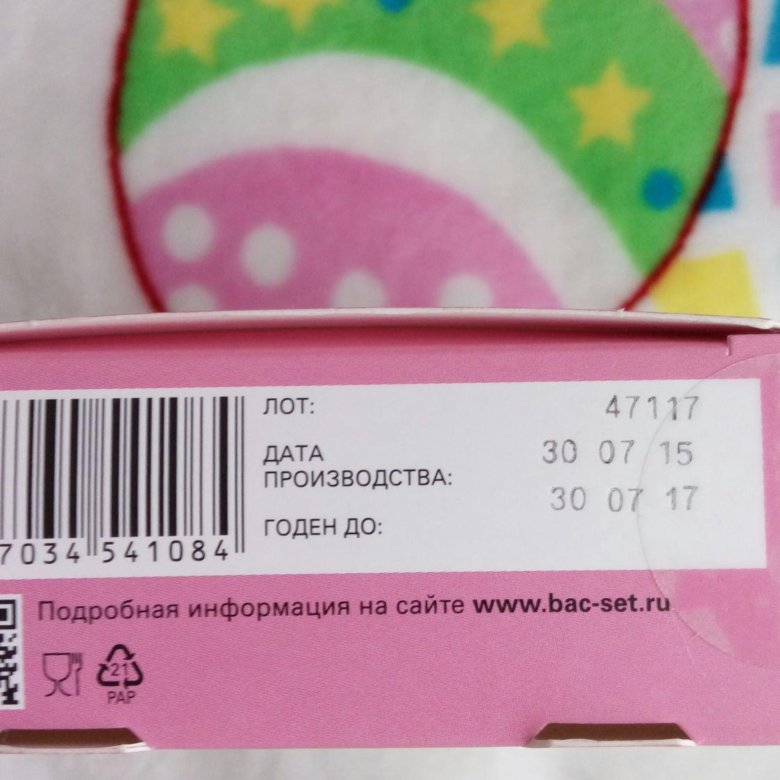 ЛОТ: 47117
ДАТА
ПРОИЗВОДСТВА: 30 07 15
ГОДЕН ДО: 30 07 17
7034 541084
Подробная информация на сайте www.bac-set.ru
21
PAP